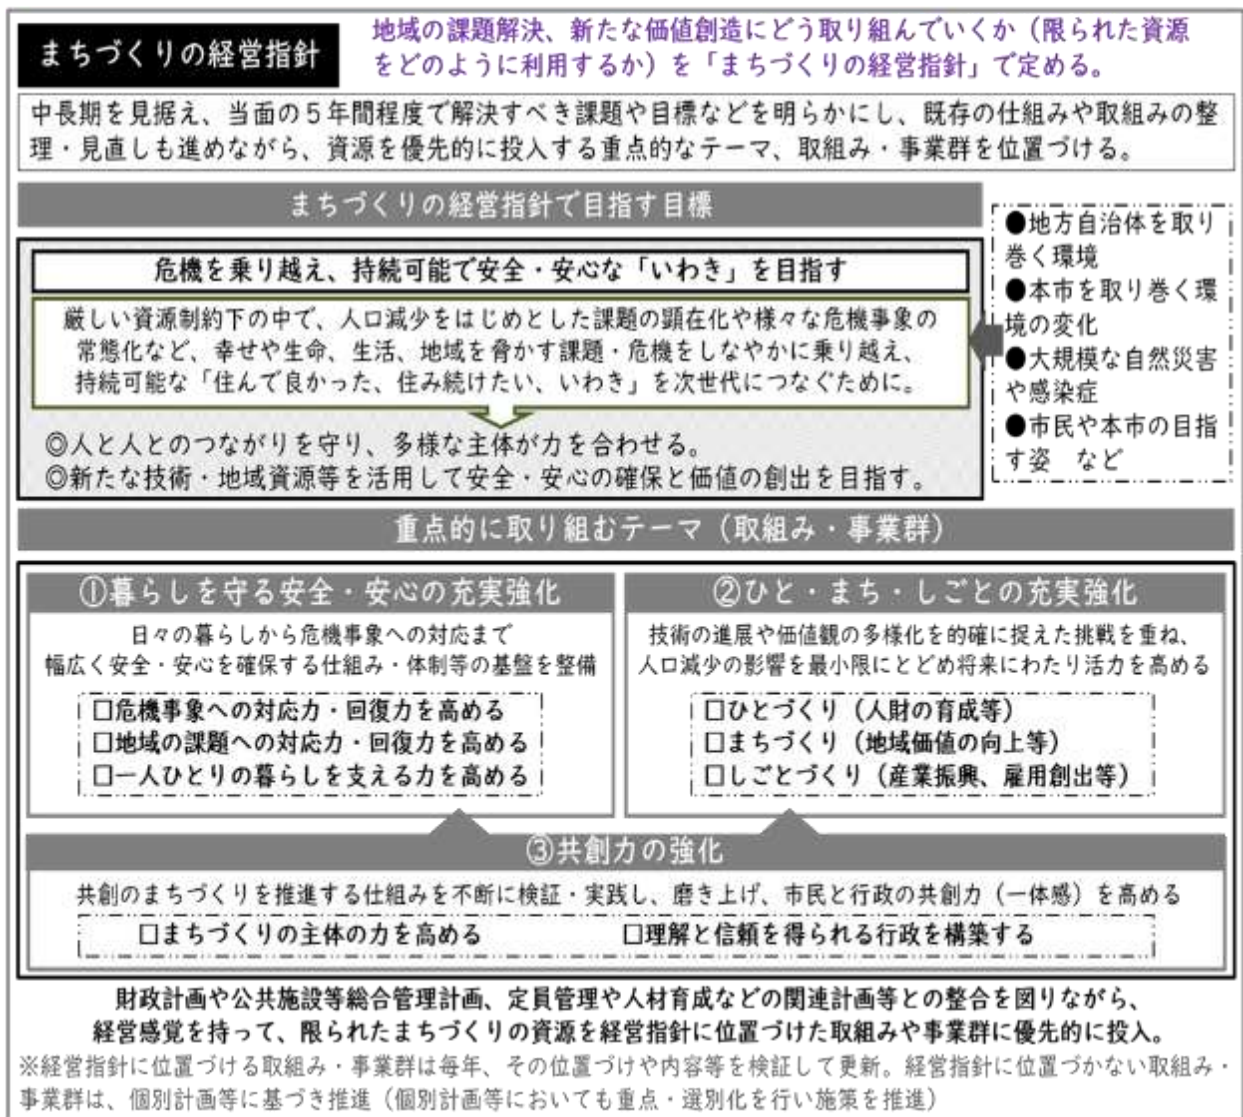 まちづくりの経営指針
地域の課題解決、新たな価値創造にどう取り組んでいくか（限られた資源
をどのように利用するか）を「まちづくりの経営指針」で定める。
中長期を見据え、当面の５年間程度で解決すべき課題や目標などを明らかにし、既存の仕組みや取組みの整
理・見直しも進めながら、資源を優先的に投入する重点的なテーマ、取組み・事業群を位置づける。
まちづくりの経営指針で目指す目標
危機を乗り越え、持続可能で安全・安心な「いわき」を目指す
厳しい資源制約下の中で、人口減少をはじめとした課題の顕在化や様々な危機事象の
常態化など、幸せや生命、生活、地域を脅かす課題・危機をしなやかに乗り越え、
持続可能な「住んで良かった、住み続けたい、いわき」を次世代につなぐために。
◎人と人とのつながりを守り、多様な主体が力を合わせる。
◎新たな技術・地域資源等を活用して安全・安心の確保と価値の創出を目指す。
●地方自治体を取り
巻く環境
●本市を取り巻く環
境の変化
●大規模な自然災害
や感染症
●市民や本市の目指
す姿　など
重点的に取り組むテーマ（取組み・事業群）
①暮らしを守る安全・安心の充実強化
日々の暮らしから危機事象への対応まで
幅広く安全・安心を確保する仕組み・体制等の基盤を整備
□危機事象への対応力・回復力を高める
□地域の課題への対応力・回復力を高める
□一人ひとりの暮らしを支える力を高める
②ひと・まち・しごとの充実強化
技術の進展や価値観の多様化を的確に捉えた挑戦を重ね、
人口減少の影響を最小限にとどめ将来にわたり活力を高める
□ひとづくり（人財の育成等）
□まちづくり（地域価値の向上等）
□しごとづくり（産業振興、雇用創出等）
③共創力の強化
共創のまちづくりを推進する仕組みを不断に検証・実践し、磨き上げ、市民と行政の共創力（一体感）を高める
□まちづくりの主体の力を高める　□理解と信頼を得られる行政を構築する
財政計画や公共施設等総合管理計画、定員管理や人材育成などの関連計画等との整合を図りながら、
経営感覚を持って、限られたまちづくりの資源を経営指針に位置づけた取組みや事業群に優先的に投入。
※経営指針に位置づける取組み・事業群は毎年、その位置づけや内容等を検証して更新。経営指針に位置づかない取組み・
事業群は、個別計画等に基づき推進（個別計画等においても重点・選別化を行い施策を推進）